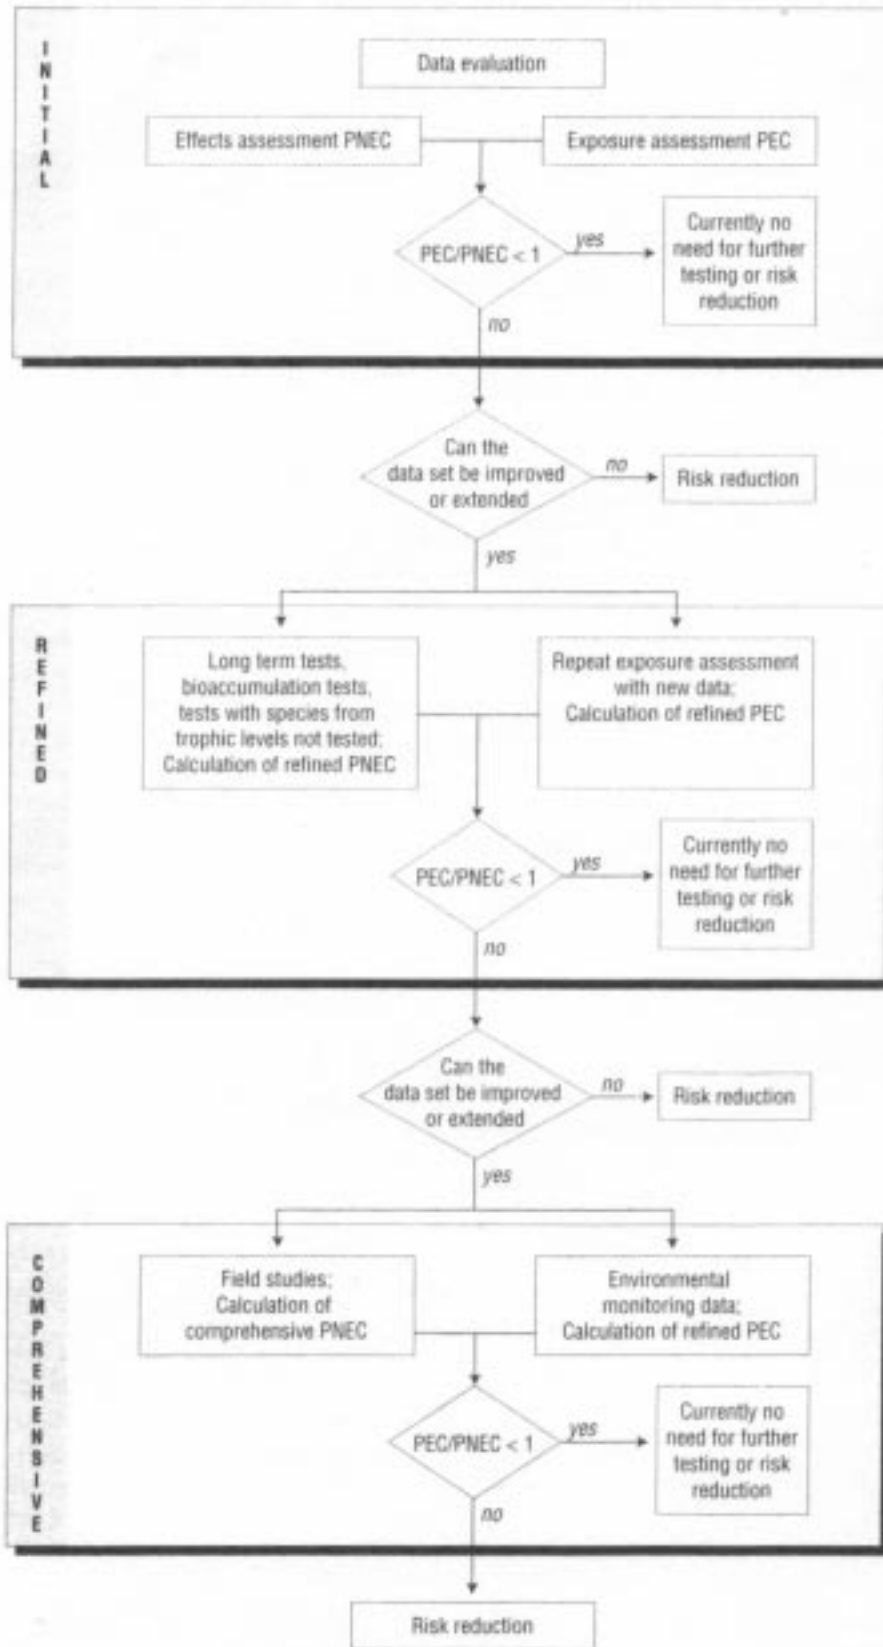 INITIAL
Data evaluation
Effects assessment PNEC
Exposure assessment PEC
PEC/PNEC < 1
yes
Currently no
need for further
testing or risk
reduction
no
Can the
data set be improved
or extended
no
Risk reduction
yes
REFINED
Long term tests,
bioaccumulation tests,
tests with species from
trophic levels not tested;
Calculation of refined PNEC
Repeat exposure assessment
with new data;
Calculation of refined PEC
PEC/PNEC < 1
yes
Currently no
need for further
testing or risk
reduction
no
Can the
data set be improved
or extended
no
Risk reduction
yes
COMPREHENSIVE
Field studies;
Calculation of
comprehensive PNEC
Environmental
monitoring data;
Calculation of refined PEC
PEC/PNEC < 1
yes
Currently no
need for further
testing or risk
reduction
no
Risk reduction